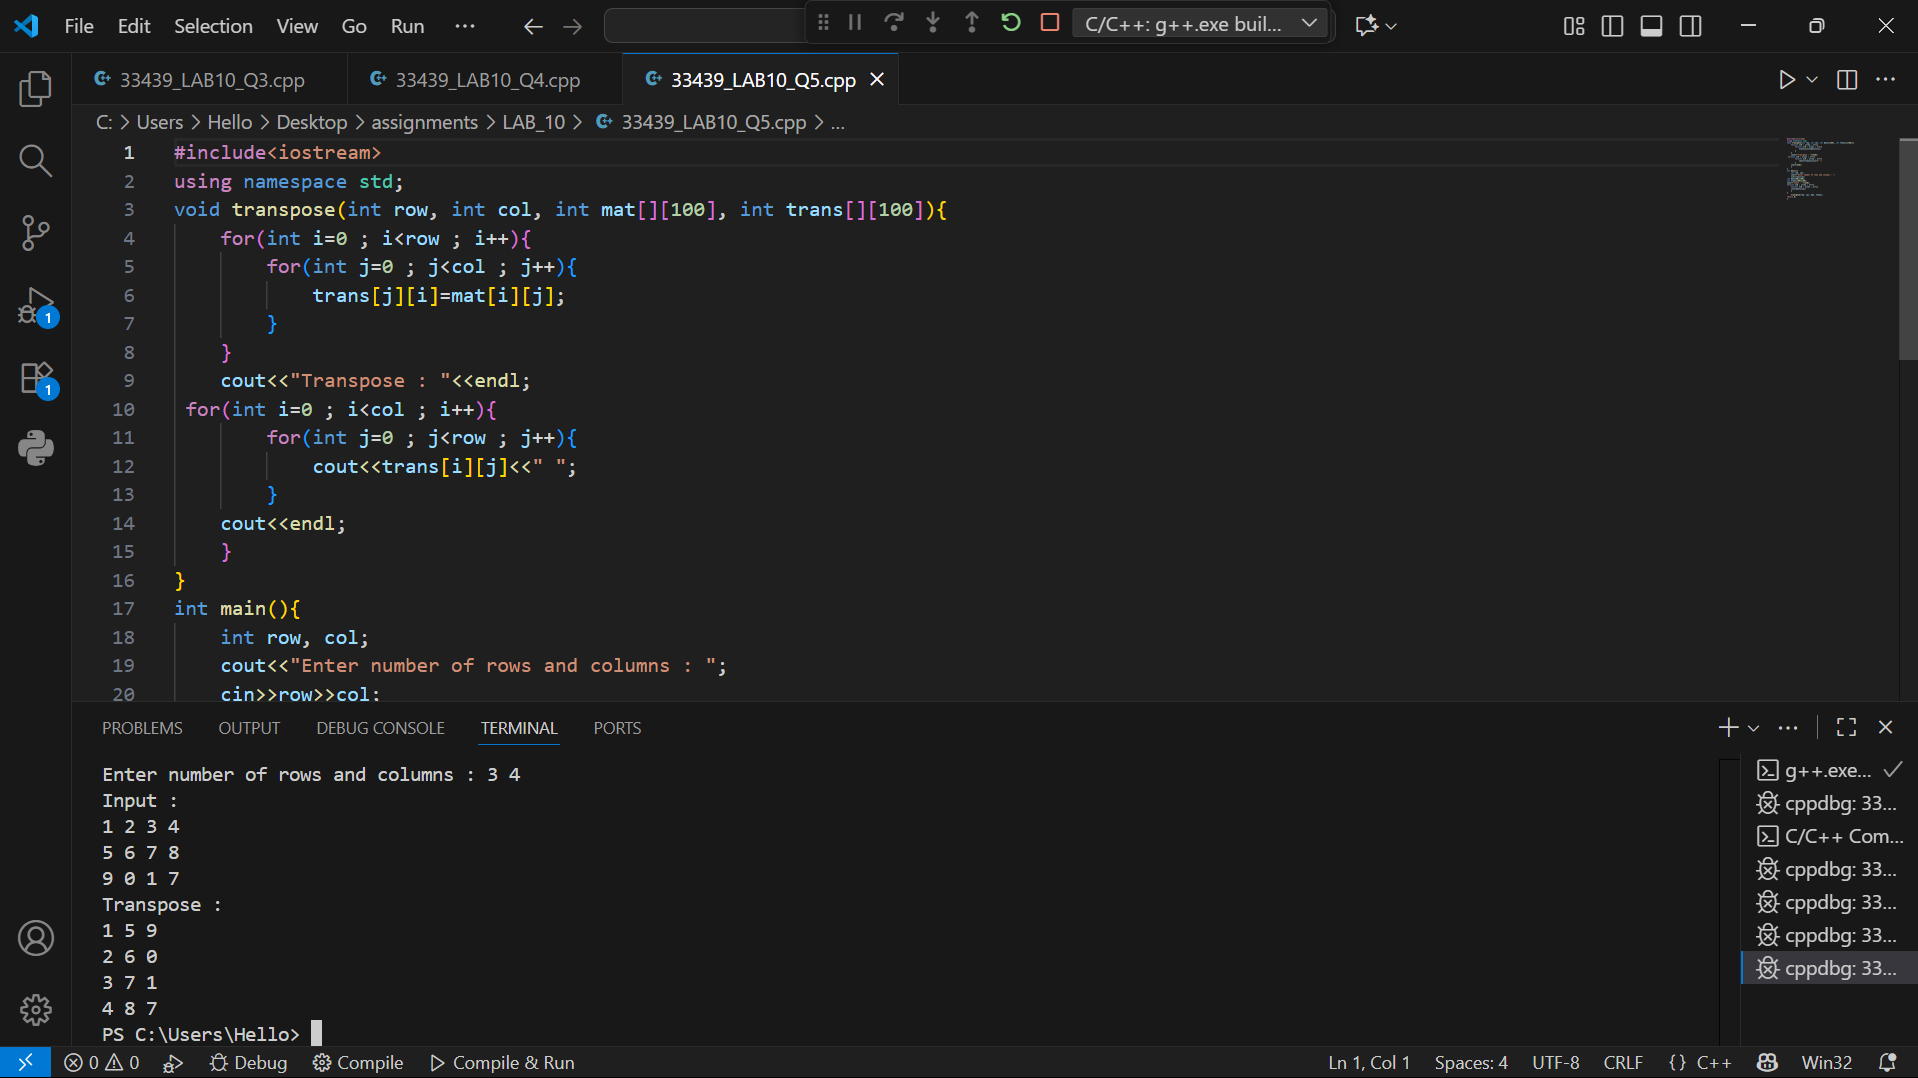 File Edit Selection View Go Run ··· C/C++: g++.exe buil...
33439_LAB10_Q3.cpp 33439_LAB10_Q4.cpp 33439_LAB10_Q5.cpp
C: > Users > Hello > Desktop > assignments > LAB_10 > 33439_LAB10_Q5.cpp > ...
1 #include<iostream>
2 using namespace std;
3 void transpose(int row, int col, int mat[][100], int trans[][100]){
4     for(int i=0 ; i<row ; i++){
5         for(int j=0 ; j<col ; j++){
6             trans[j][i]=mat[i][j];
7         }
8     }
9     cout<<"Transpose : "<<endl;
10  for(int i=0 ; i<col ; i++){
11         for(int j=0 ; j<row ; j++){
12             cout<<trans[i][j]<<" ";
13         }
14     cout<<endl;
15     }
16 }
17 int main(){
18     int row, col;
19     cout<<"Enter number of rows and columns : ";
20     cin>>row>>col;
1
1
PROBLEMS OUTPUT DEBUG CONSOLE TERMINAL PORTS
Enter number of rows and columns : 3 4
Input :
1 2 3 4
5 6 7 8
9 0 1 7
Transpose :
1 5 9
2 6 0
3 7 1
4 8 7
PS C:\Users\Hello>
g++.exe...
cppdbg: 33...
C/C++ Com...
cppdbg: 33...
cppdbg: 33...
cppdbg: 33...
cppdbg: 33...
0 0 Debug Compile Compile & Run Ln 1, Col 1 Spaces: 4 UTF-8 CRLF {} C++ Win32